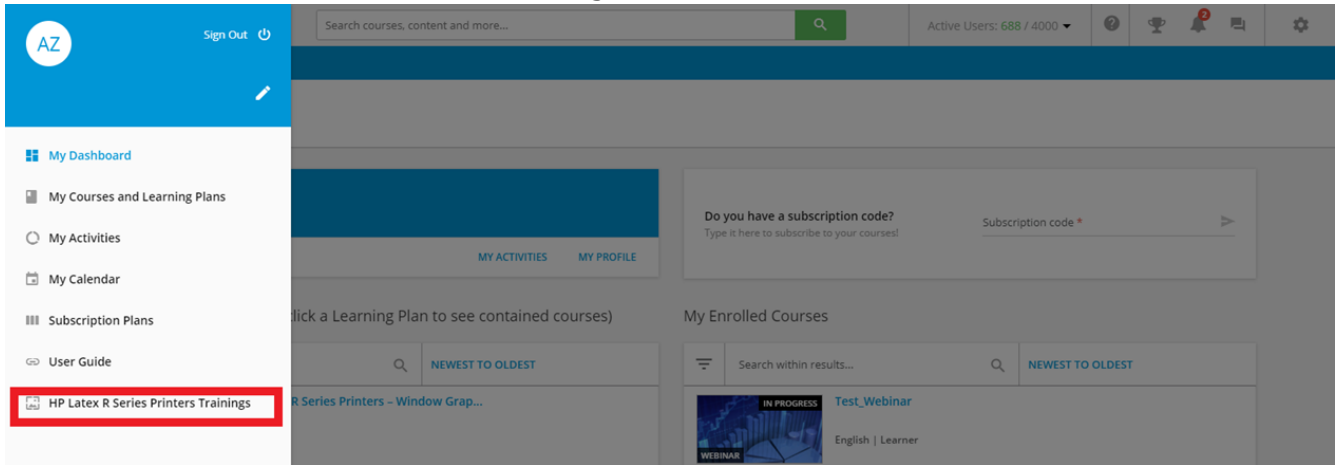 AZ
Sign Out
Search courses, content and more...
Active Users: 688 / 4000
2
My Dashboard
My Courses and Learning Plans
My Activities
My Calendar
Subscription Plans
User Guide
HP Latex R Series Printers Trainings
MY ACTIVITIES MY PROFILE
Do you have a subscription code?
Type it here to subscribe to your courses!
Subscription code *
click a Learning Plan to see contained courses)
NEWEST TO OLDEST
R Series Printers – Window Grap...
My Enrolled Courses
Search within results...
NEWEST TO OLDEST
IN PROGRESS
WEBINAR
Test_Webinar
English | Learner